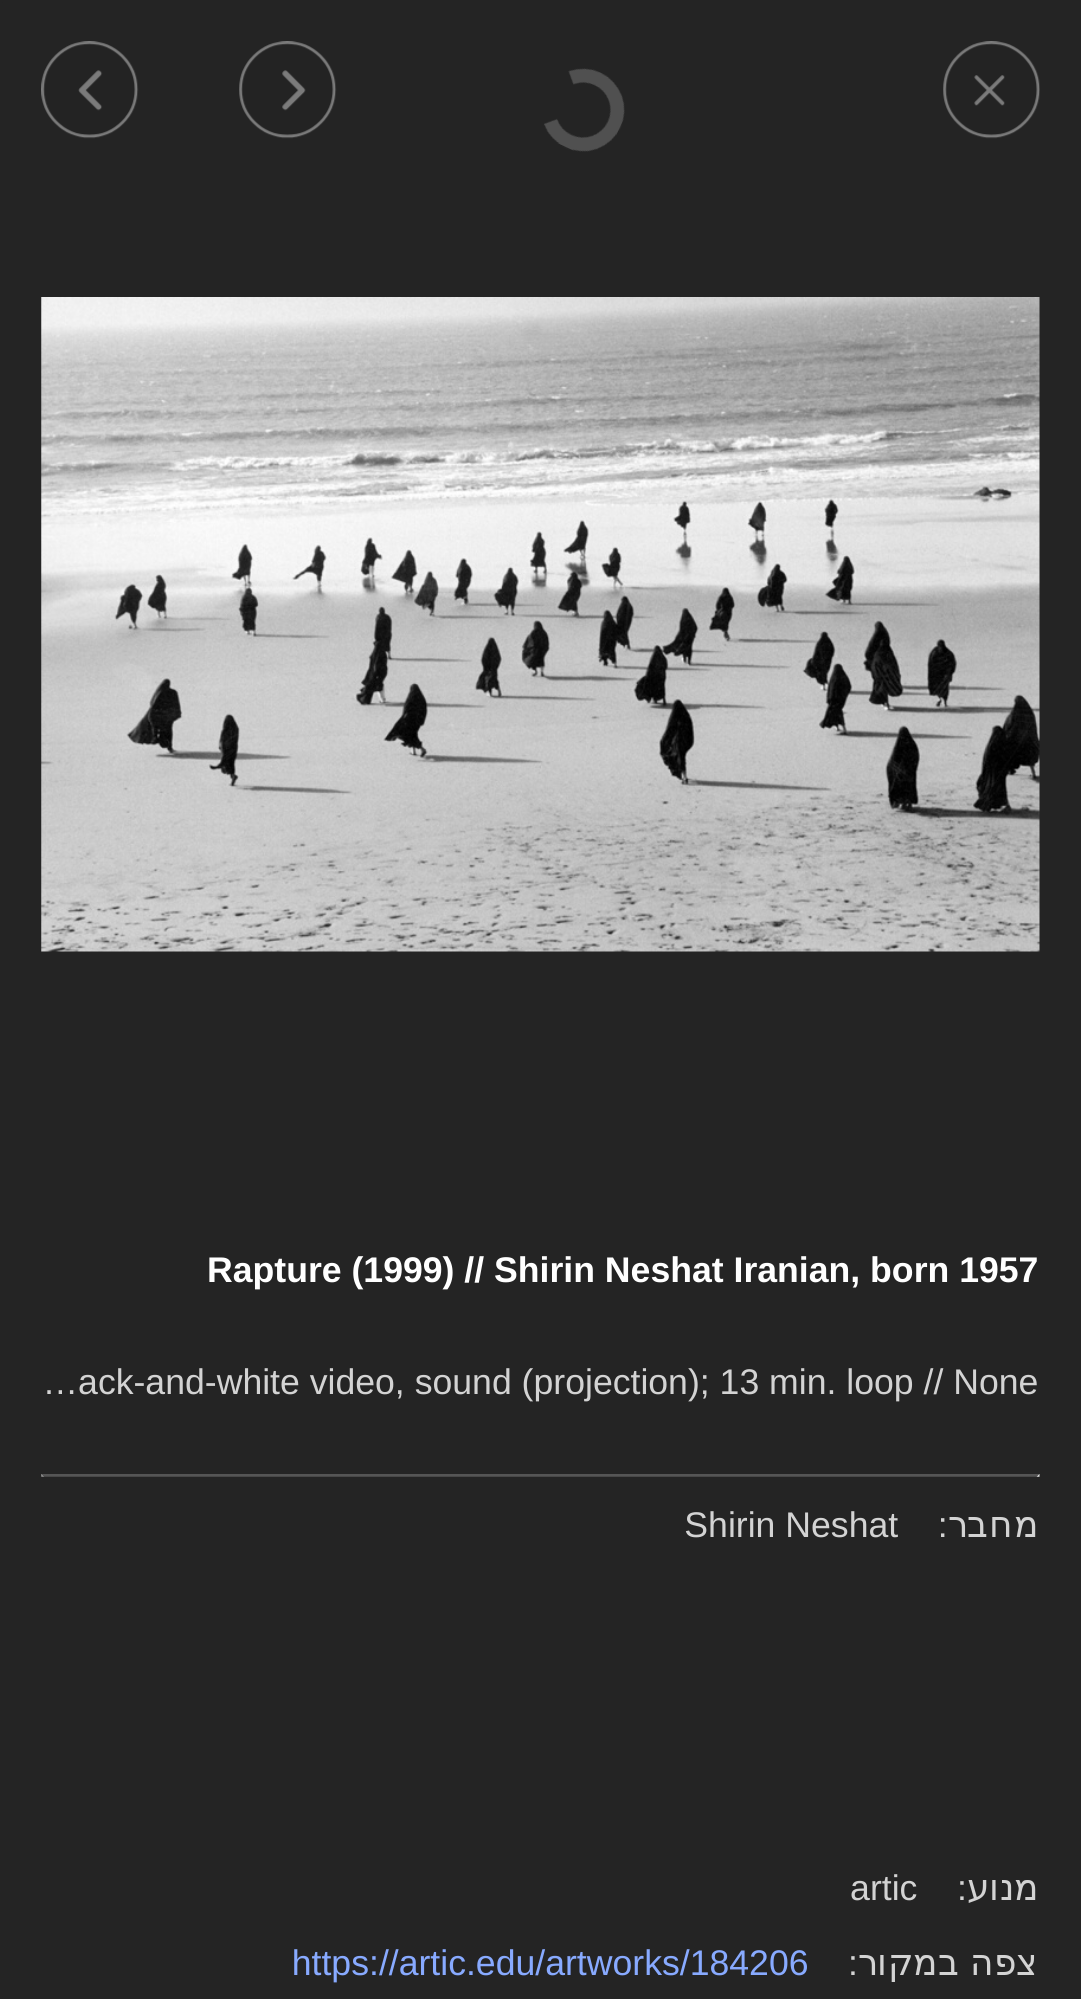 Rapture (1999) // Shirin Neshat Iranian, born 1957
…ack-and-white video, sound (projection); 13 min. loop // None
מחבר: Shirin Neshat
מנוע: artic
צפה במקור: https://artic.edu/artworks/184206